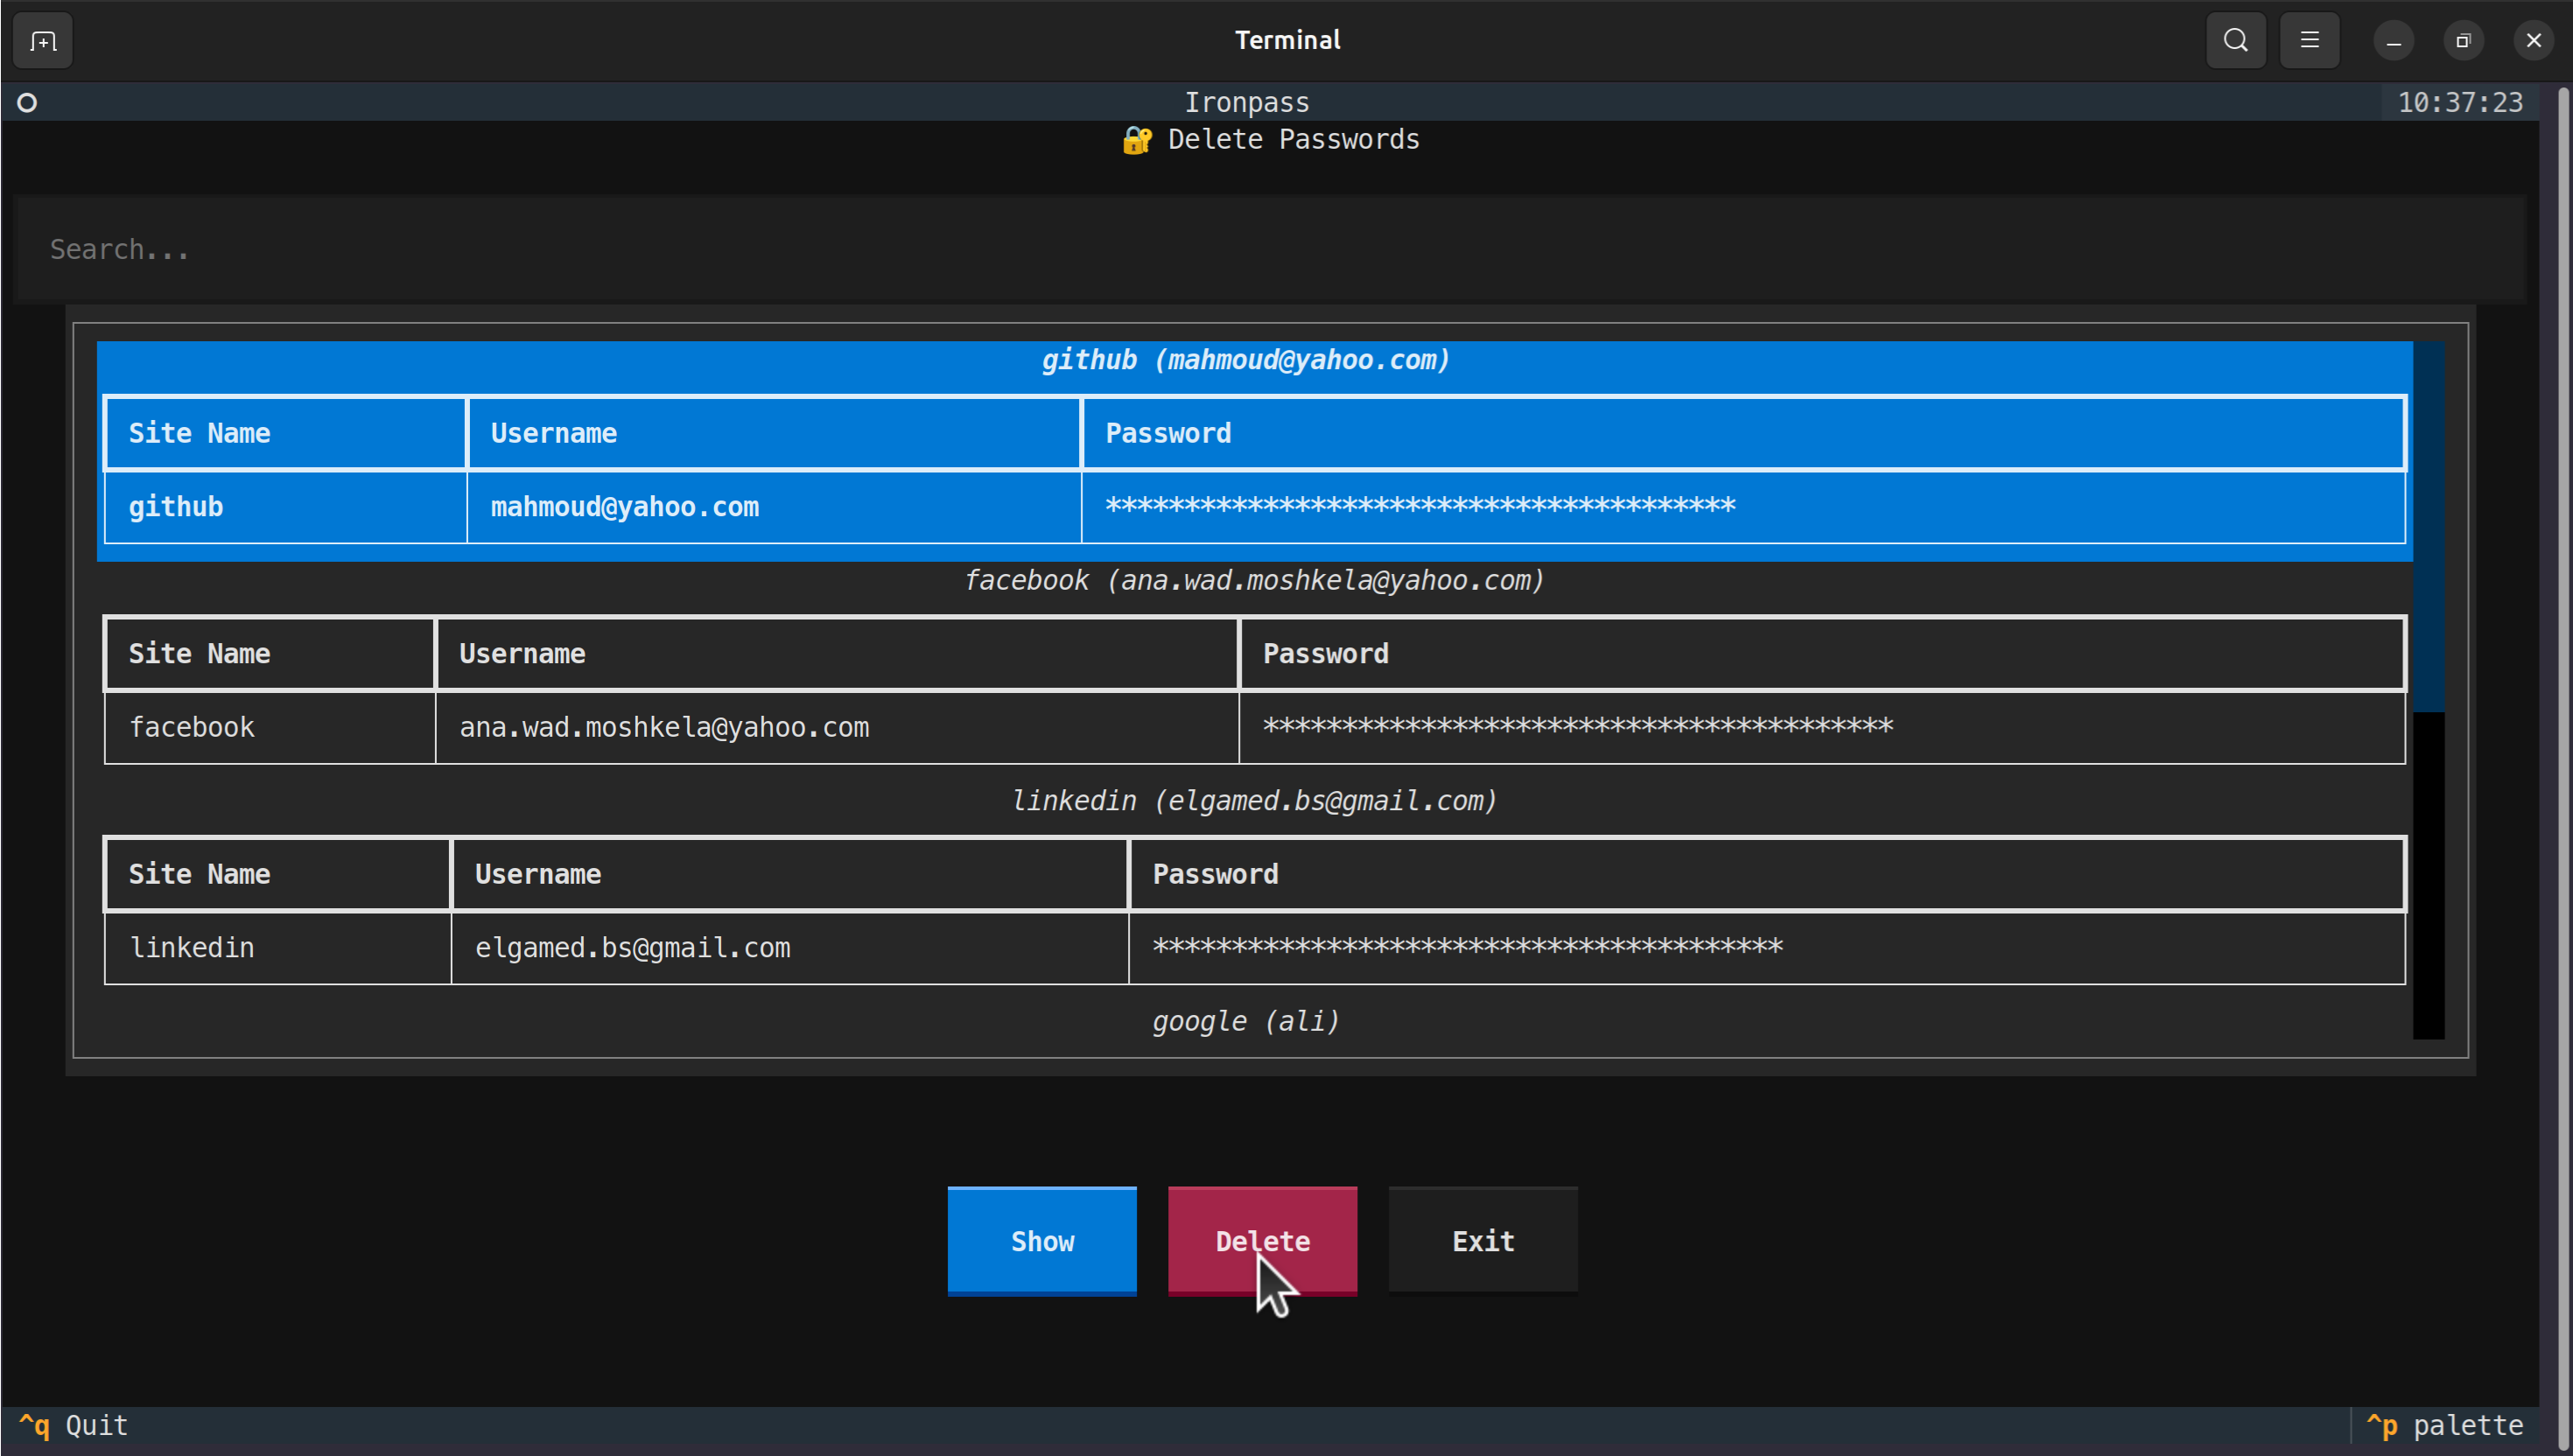 Terminal
Ironpass 10:37:23
🔐 Delete Passwords
Search...
github (mahmoud@yahoo.com)
Site Name Username Password
github mahmoud@yahoo.com ****************************************
facebook (ana.wad.moshkela@yahoo.com)
Site Name Username Password
facebook ana.wad.moshkela@yahoo.com ****************************************
linkedin (elgamed.bs@gmail.com)
Site Name Username Password
linkedin elgamed.bs@gmail.com ****************************************
google (ali)
Show Delete Exit
^q Quit ^p palette